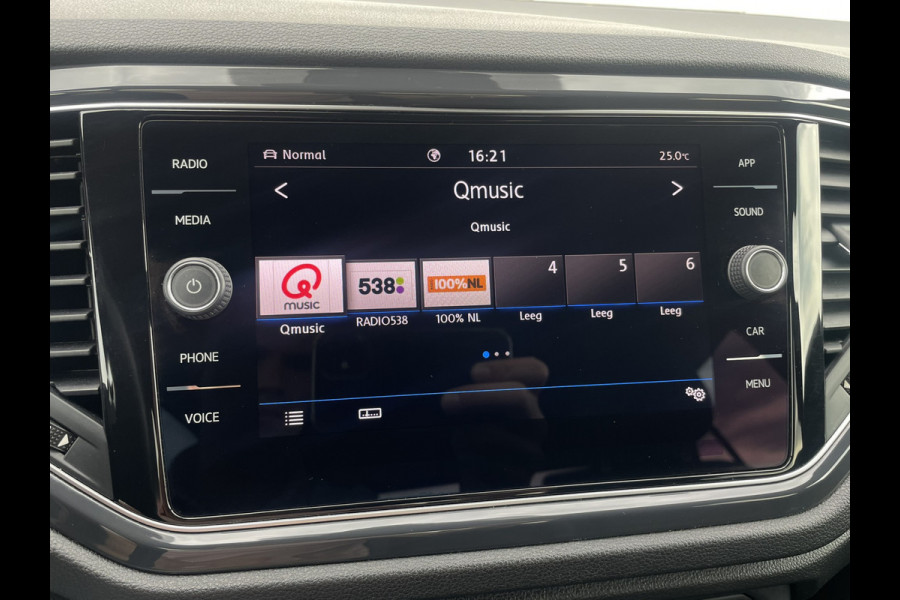 RADIO
MEDIA
PHONE
VOICE
Normal 16:21 25.0°C
< Qmusic >
Qmusic
Q music 538 100%NL 4 5 6
Qmusic RADIO538 100% NL Leeg Leeg Leeg
APP
SOUND
CAR
MENU